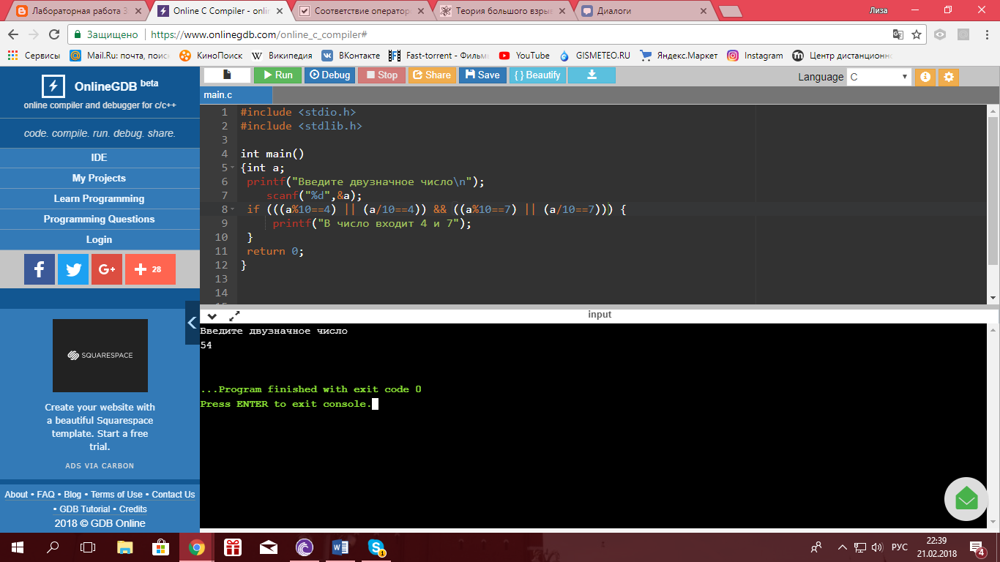 Лабораторная работа З
Online C Compiler - onlin
Соответствие оператор
Теория большого взрыв
Диалоги
Лиза
Защищено
https://www.onlinegdb.com/online_c_compiler#
Сервисы
Mail.Ru: почта, поиск
КиноПоиск
Википедия
ВКонтакте
Fast-torrent - Фильм
YouTube
GISMETEO.RU
Яндекс.Маркет
Instagram
Центр дистанционн
OnlineGDB beta
online compiler and debugger for c/c++
code. compile. run. debug. share.
IDE
My Projects
Learn Programming
Programming Questions
Login
28
SQUARESPACE
Create your website with
a beautiful Squarespace
template. Start a free
trial.
ADS VIA CARBON
About • FAQ • Blog • Terms of Use • Contact Us
• GDB Tutorial • Credits
2018 © GDB Online
Run
Debug
Stop
Share
Save
{ } Beautify
Language C
main.c
1 #include <stdio.h>
2 #include <stdlib.h>
3
4 int main()
5 {int a;
6 printf("Введите двузначное число\n");
7 scanf("%d",&a);
8 if (((a%10==4) || (a/10==4)) && ((a%10==7) || (a/10==7))) {
9 printf("В число входит 4 и 7");
10 }
11 return 0;
12 }
13
14
input
Введите двузначное число
54
...Program finished with exit code 0
Press ENTER to exit console.
W
S
1
РУС
22:39
21.02.2018
4